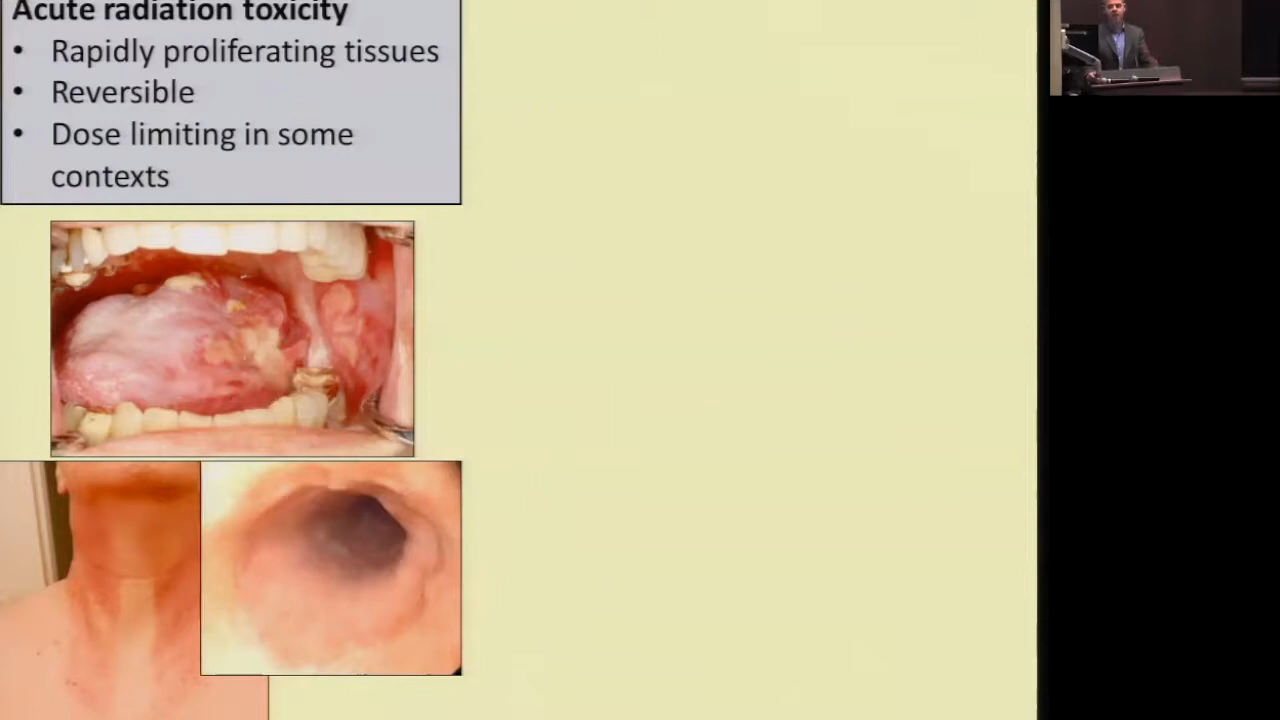 Acute radiation toxicity
• Rapidly proliferating tissues
• Reversible
• Dose limiting in some
contexts